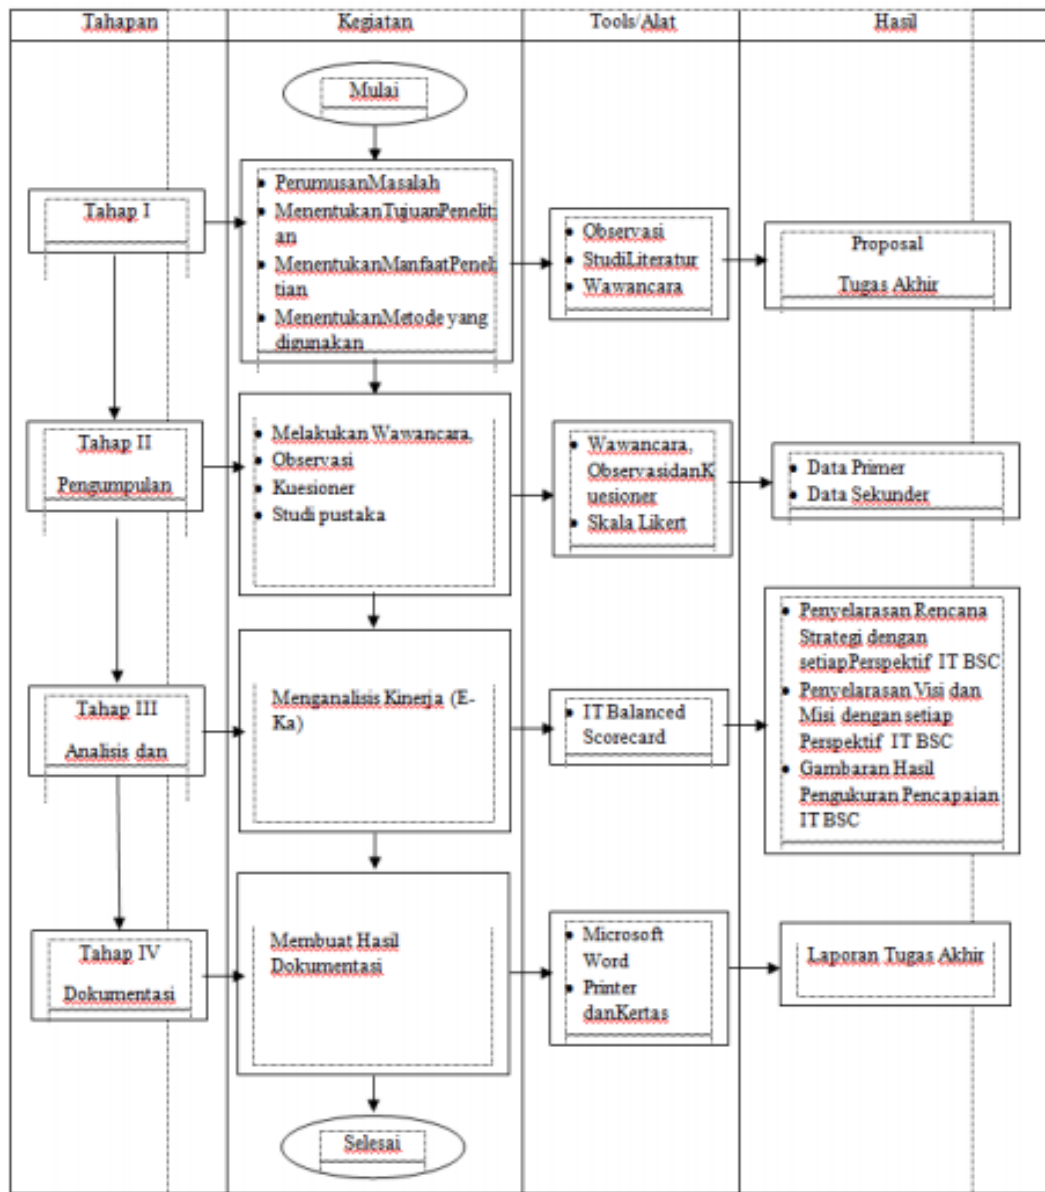 Tahapan
Kegiatan
Tools/Alat
Hasil
Mulai
Tahap I
• PerumusanMasalah
• MenentukanTujuanPenelit
an
• MenentukanManfaatPenel
tian
• MenentukanMetode yang
digunakan
• Observasi
• StudiLiteratur
• Wawancara
Proposal
Tugas Akhir
Tahap II
Pengumpulan
• Melakukan Wawancara,
• Observasi
• Kuesioner
• Studi pustaka
• Wawancara,
ObservasidanK
uesioner
• Skala Likert
• Data Primer
• Data Sekunder
Tahap III
Analisis dan
Menganalisis Kinerja (E-
Ka)
• IT Balanced
Scorecard
• Penyelarasan Rencana
Strategi dengan
setiapPerspektif IT BSC
• Penyelarasan Visi dan
Misi dengan setiap
Perspektif IT BSC
• Gambaran Hasil
Pengukuran Pencapaian
IT BSC
Tahap IV
Dokumentasi
Membuat Hasil
Dokumentasi
• Microsoft
Word
• Printer
danKertas
Laporan Tugas Akhir
Selesai